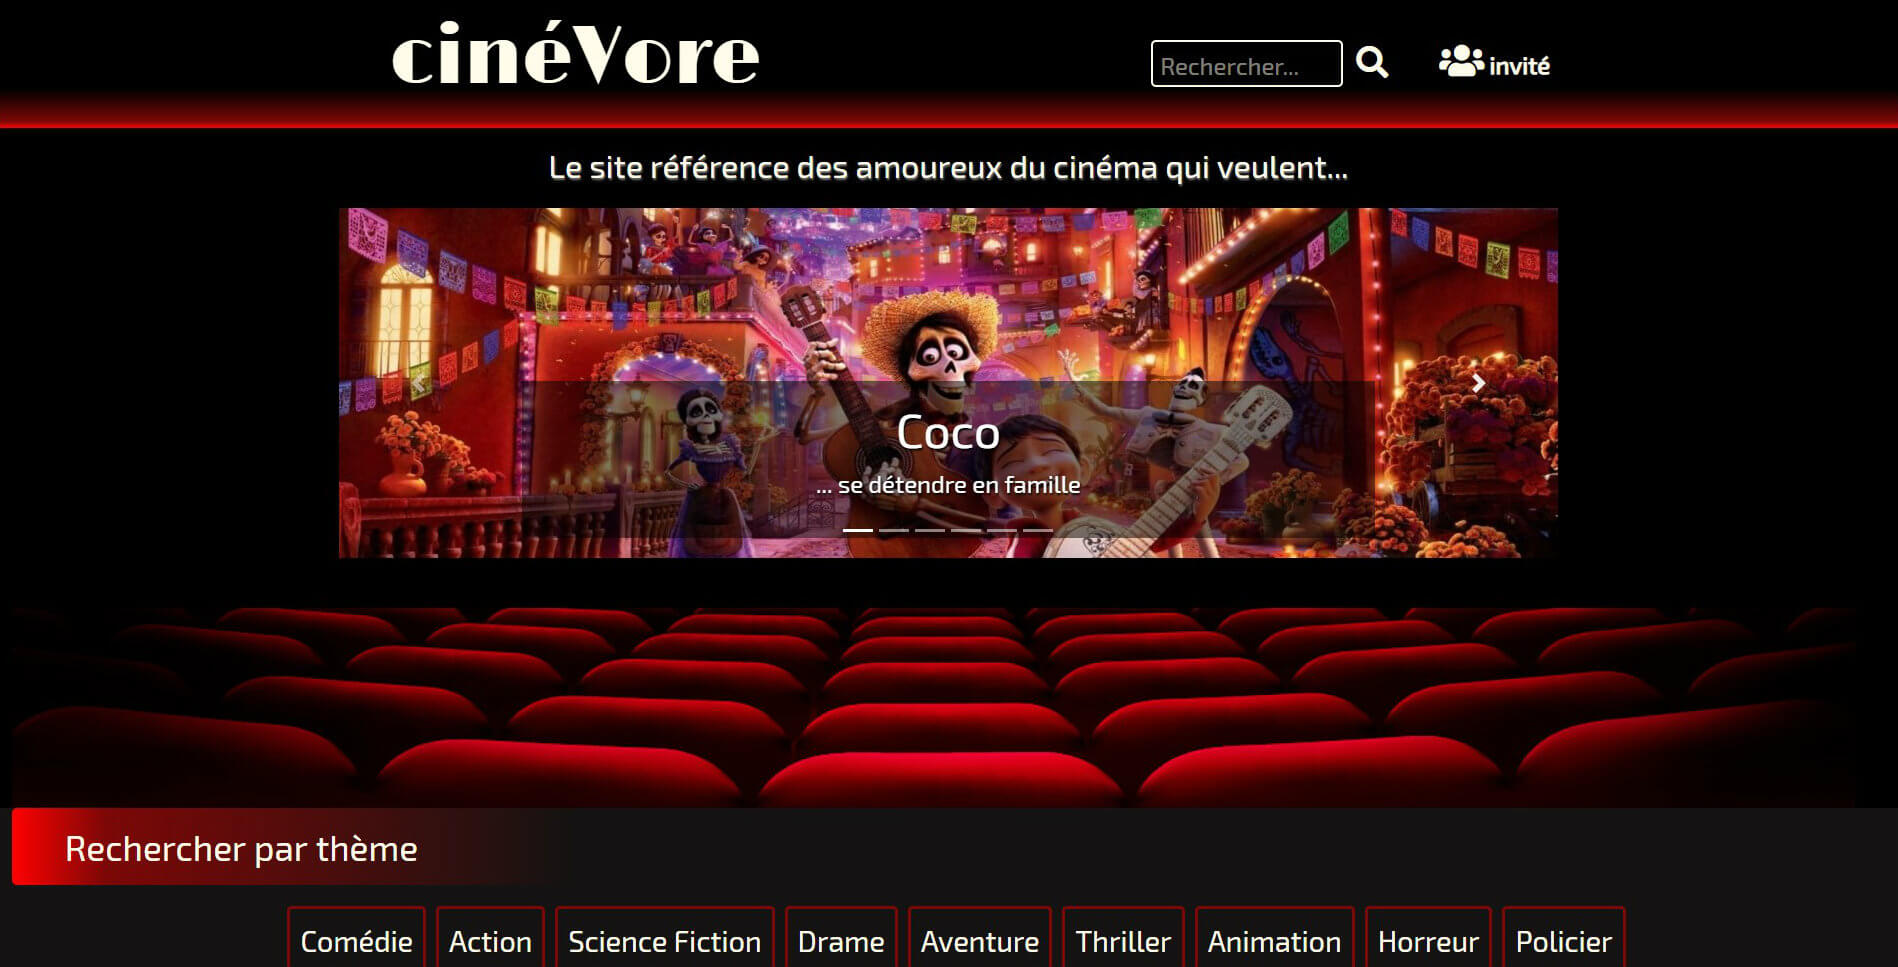 cinéVore
Rechercher...
invité
Le site référence des amoureux du cinéma qui veulent...
Coco
... se détendre en famille
Rechercher par thème
Comédie
Action
Science Fiction
Drame
Aventure
Thriller
Animation
Horreur
Policier